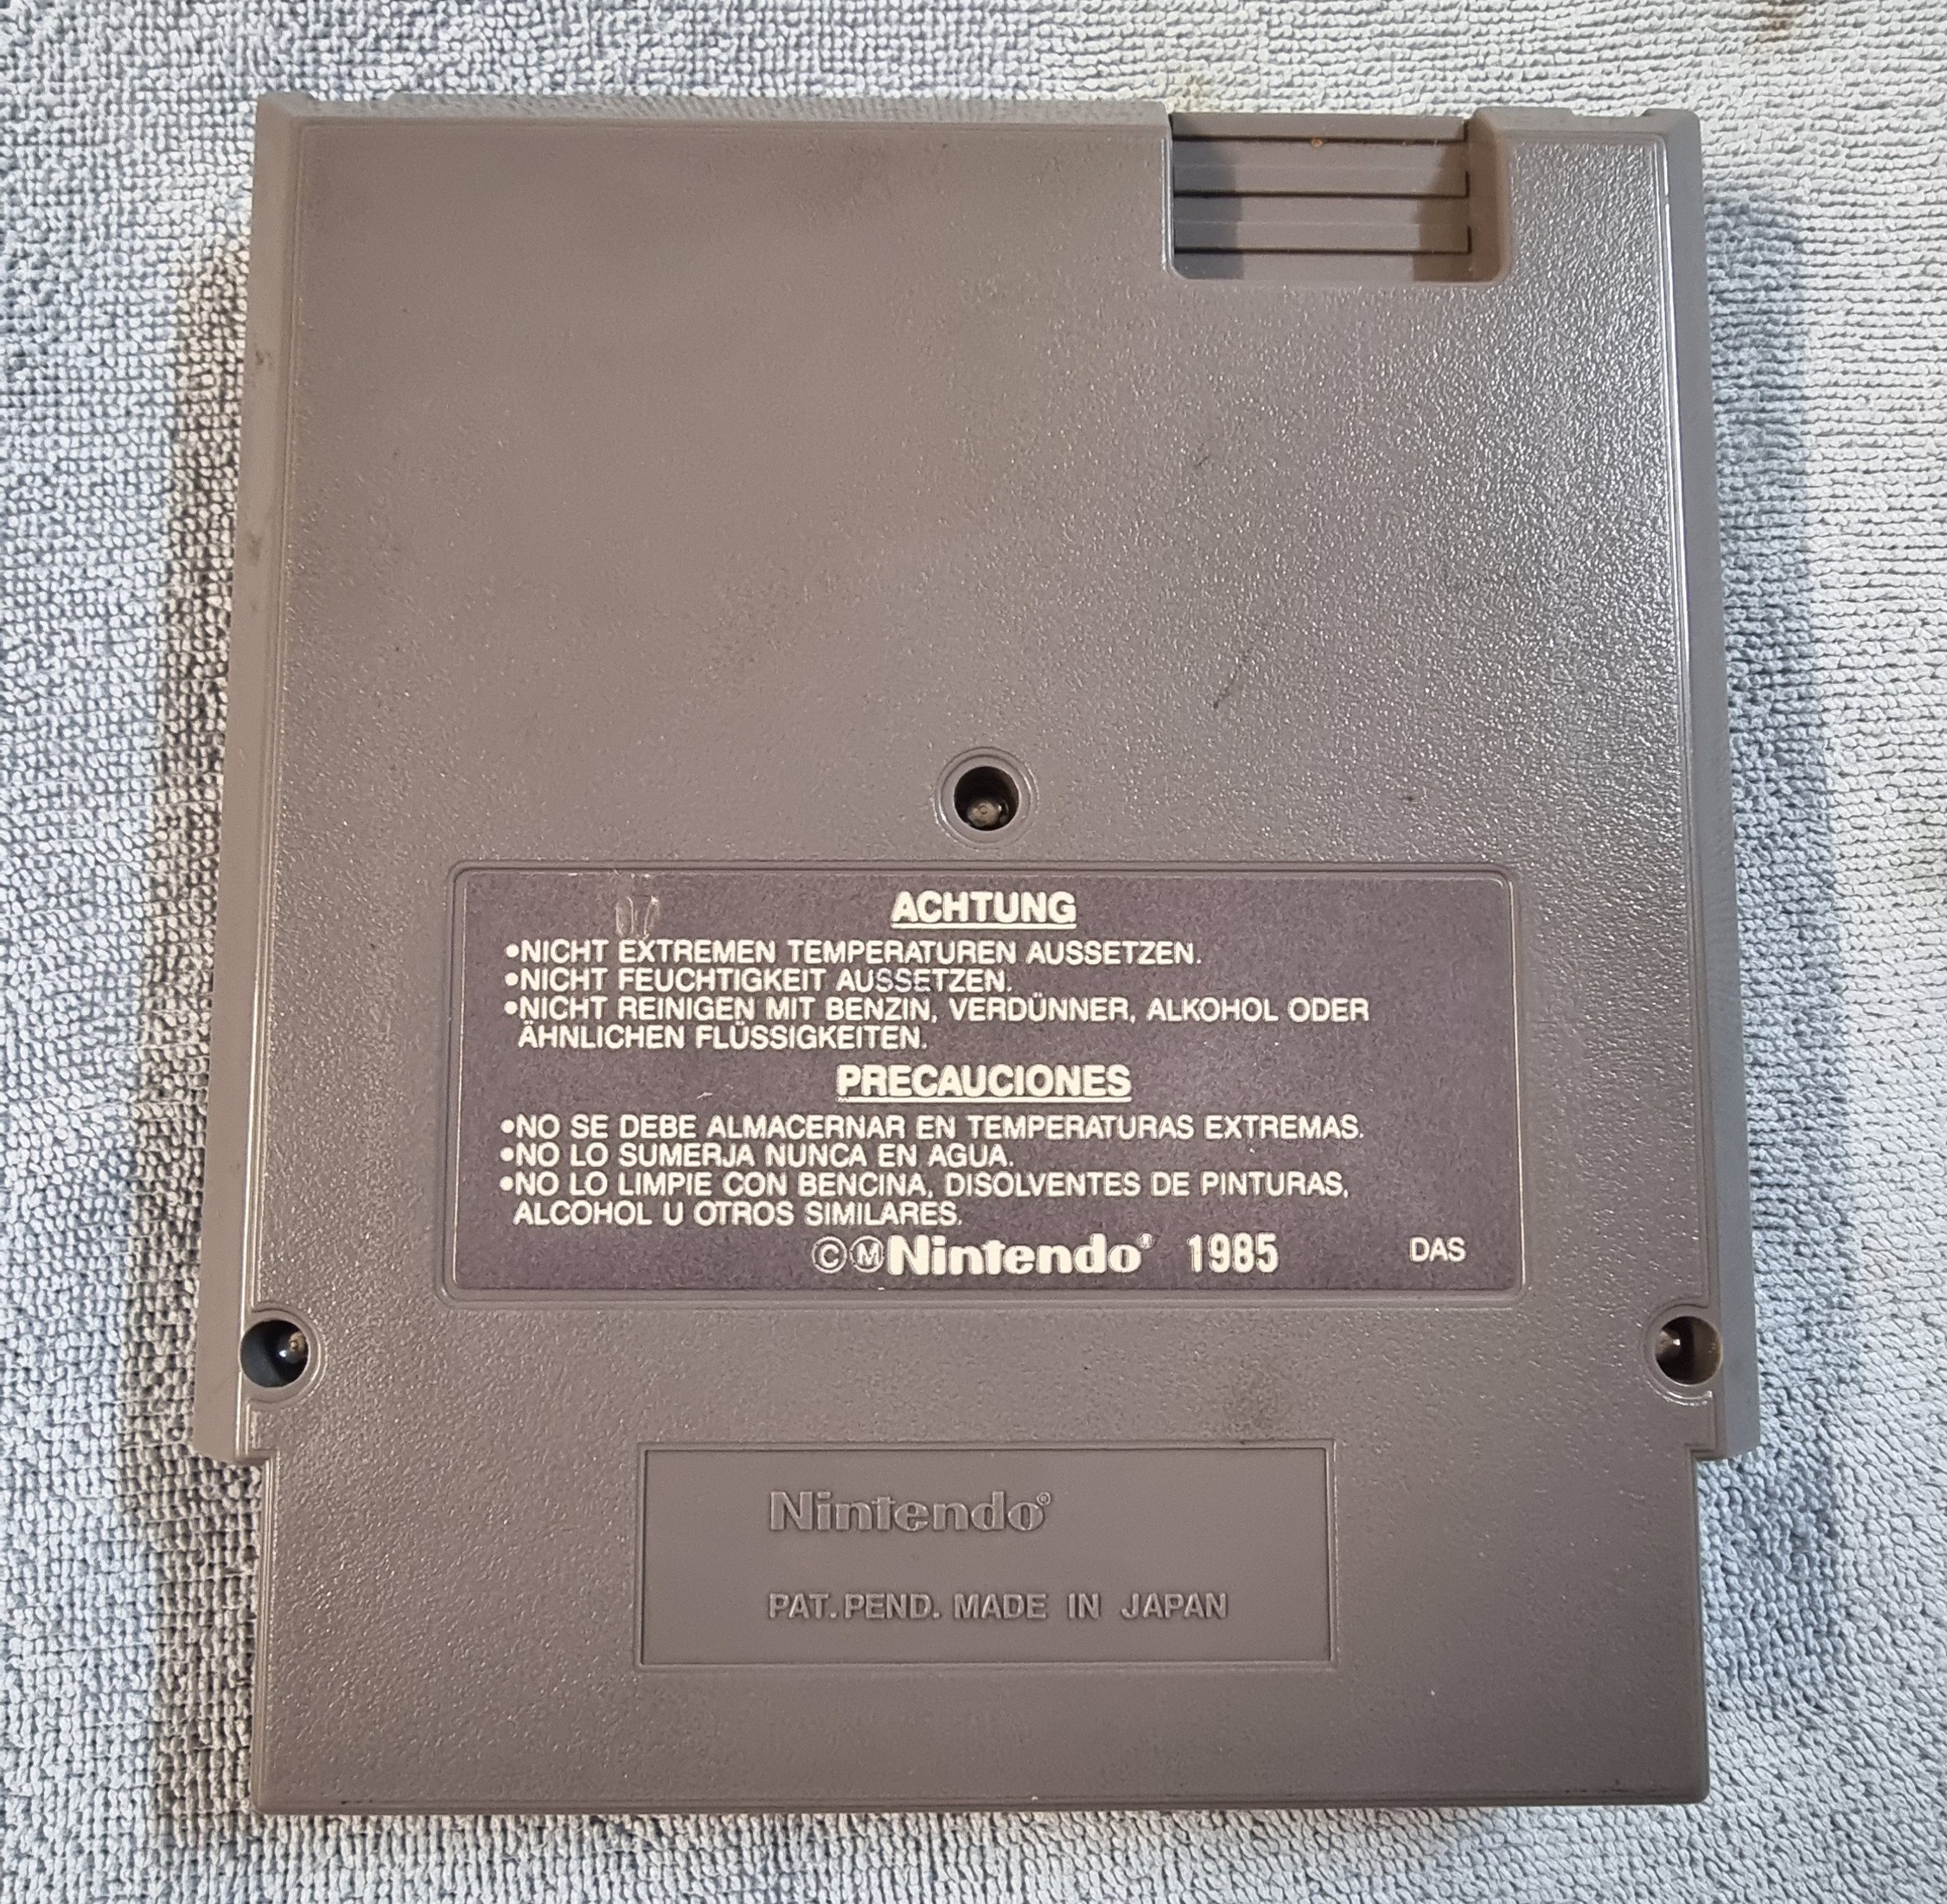 ACHTUNG
•NICHT EXTREMEN TEMPERATUREN AUSSETZEN.
•NICHT FEUCHTIGKEIT AUSSETZEN.
•NICHT REINIGEN MIT BENZIN, VERDÜNNER, ALKOHOL ODER
ÄHNLICHEN FLÜSSIGKEITEN.
PRECAUCIONES
•NO SE DEBE ALMACERNAR EN TEMPERATURAS EXTREMAS.
•NO LO SUMERJA NUNCA EN AGUA.
•NO LO LIMPIE CON BENCINA, DISOLVENTES DE PINTURAS,
ALCOHOL U OTROS SIMILARES.
©ⓂNintendo® 1985 DAS
Nintendo®
PAT. PEND. MADE IN JAPAN